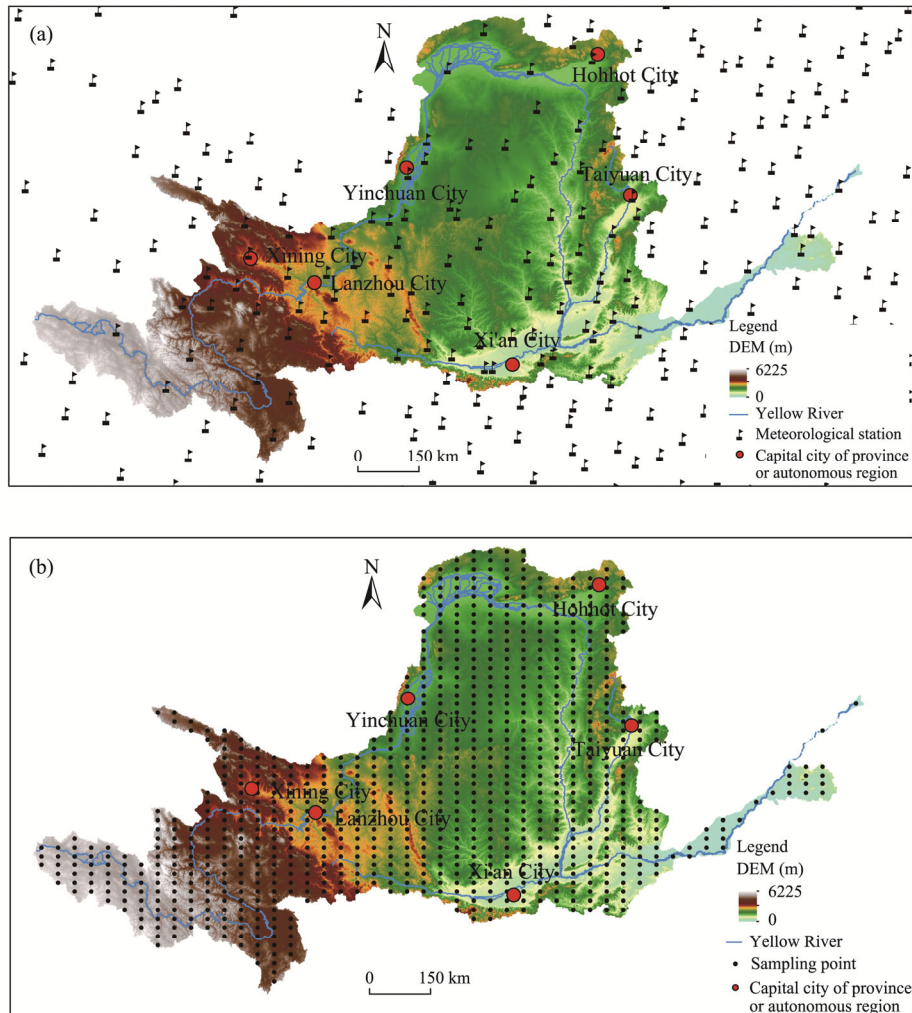 (a)
N
Hohhot City
Yinchuan City
Taiyuan City
Xining City
Lanzhou City
Xi'an City
Legend
DEM (m)
6225
0
Yellow River
Meteorological station
Capital city of province
or autonomous region
0 150 km
(b)
N
Hohhot City
Yinchuan City
Taiyuan City
Xining City
Lanzhou City
Xi'an City
Legend
DEM (m)
6225
0
Yellow River
Sampling point
Capital city of province
or autonomous region
0 150 km